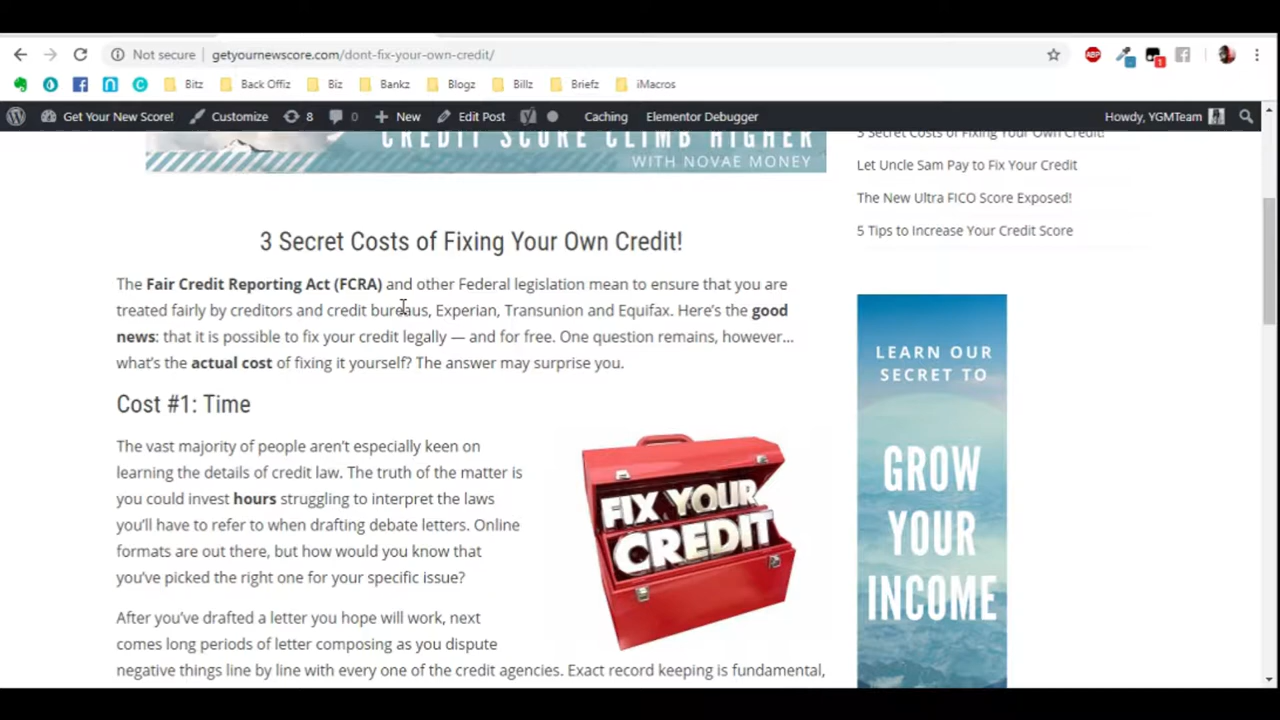 Not secure | getyournewscore.com/dont-fix-your-own-credit/
ABP
1
Bitz Back Offiz Biz Bankz Blogz Billz Briefz iMacros
Get Your New Score! Customize 8 0 New Edit Post Caching Elementor Debugger Howdy, YGMTeam
CREDIT SCORE CLIMB HIGHER
WITH NOVAE MONEY
3 Secret Costs of Fixing Your Own Credit!
Let Uncle Sam Pay to Fix Your Credit
The New Ultra FICO Score Exposed!
5 Tips to Increase Your Credit Score
3 Secret Costs of Fixing Your Own Credit!
The Fair Credit Reporting Act (FCRA) and other Federal legislation mean to ensure that you are
treated fairly by creditors and credit bureaus, Experian, Transunion and Equifax. Here's the good
news: that it is possible to fix your credit legally — and for free. One question remains, however...
what's the actual cost of fixing it yourself? The answer may surprise you.
Cost #1: Time
The vast majority of people aren't especially keen on
learning the details of credit law. The truth of the matter is
you could invest hours struggling to interpret the laws
you'll have to refer to when drafting debate letters. Online
formats are out there, but how would you know that
you've picked the right one for your specific issue?
After you've drafted a letter you hope will work, next
comes long periods of letter composing as you dispute
negative things line by line with every one of the credit agencies. Exact record keeping is fundamental,
FIX YOUR
CREDIT
LEARN OUR
SECRET TO
GROW
YOUR
INCOME